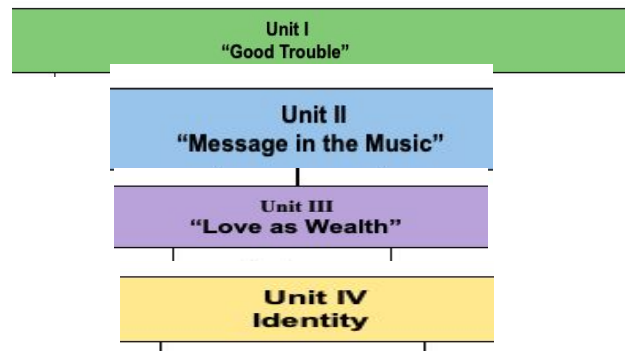 Unit I
“Good Trouble”
Unit II
“Message in the Music”
Unit III
“Love as Wealth”
Unit IV
Identity